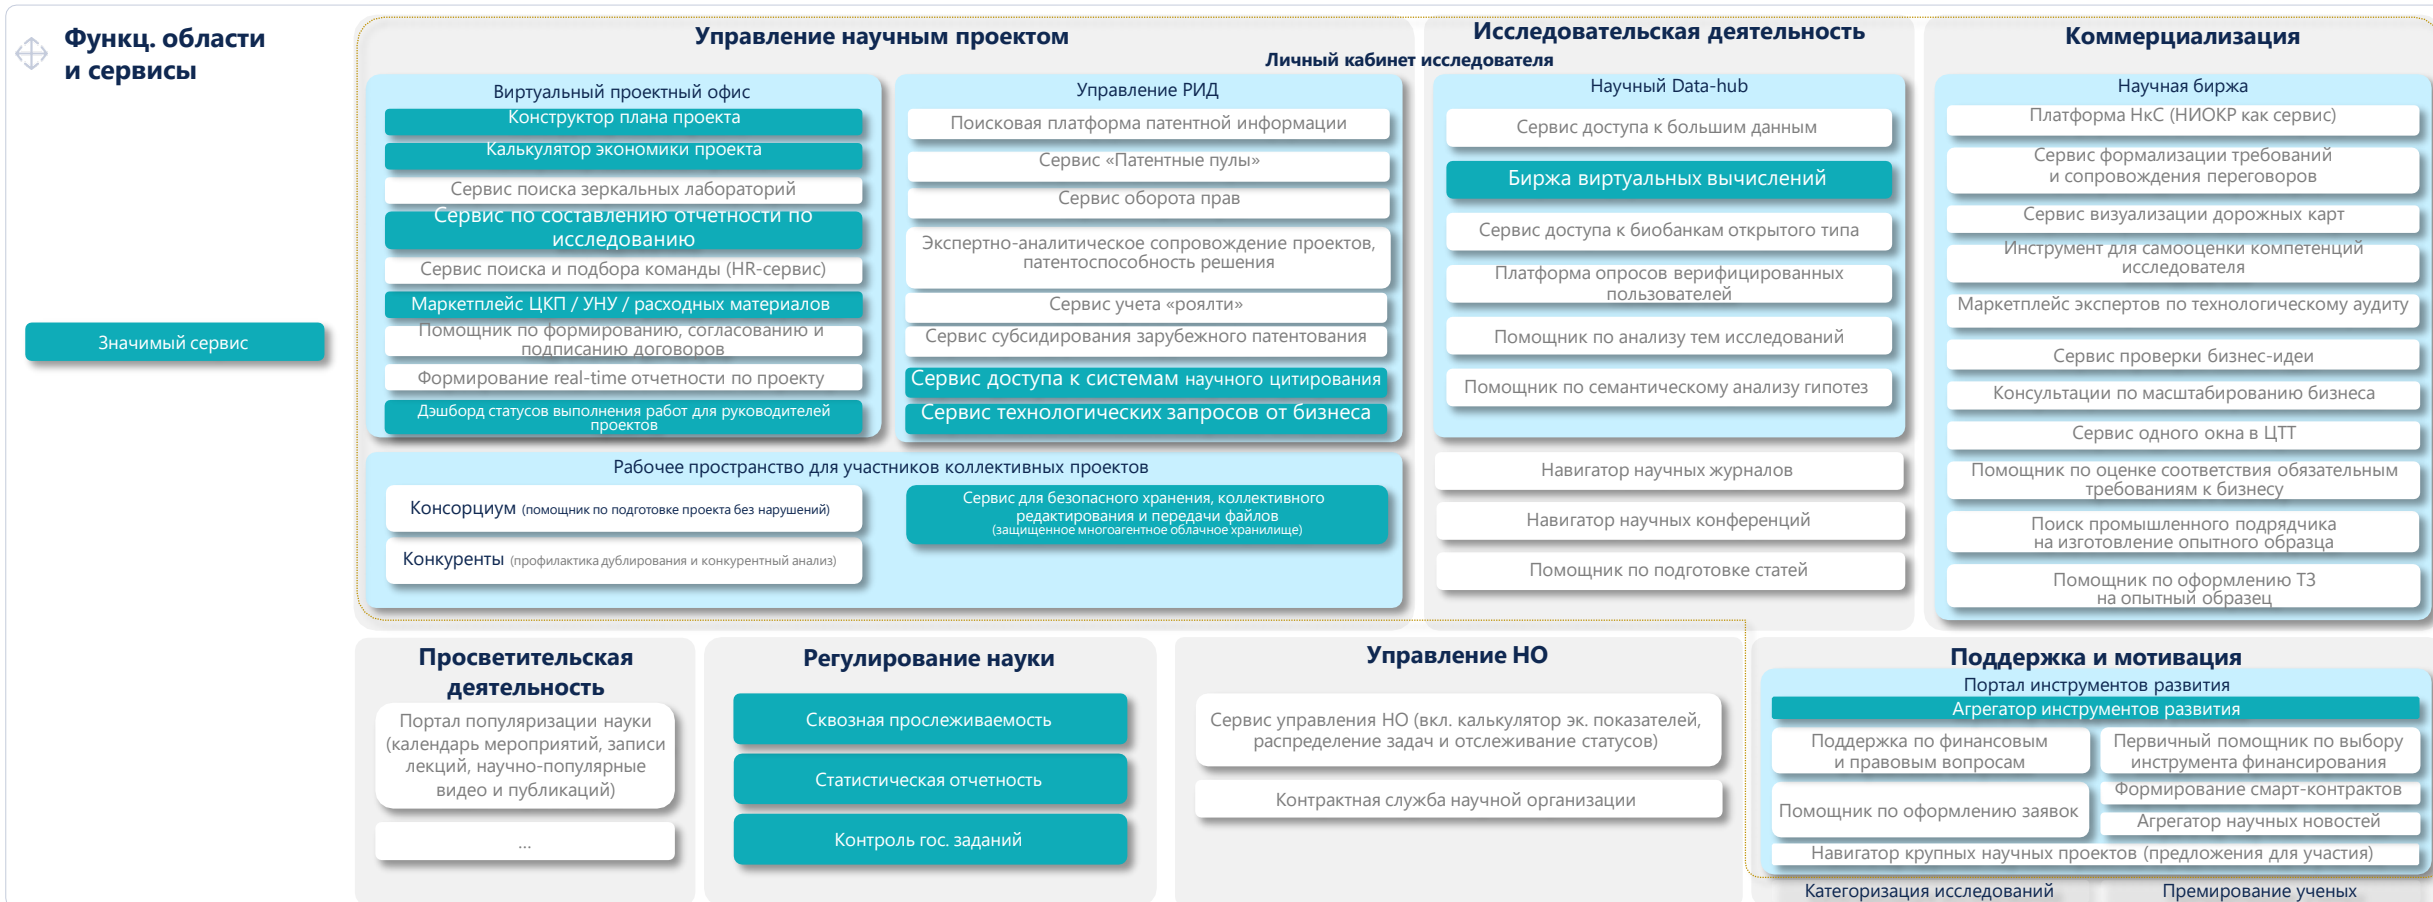 Функц. области
и сервисы
Значимый сервис
Управление научным проектом
Исследовательская деятельность
Коммерциализация
Личный кабинет исследователя
Виртуальный проектный офис
Конструктор плана проекта
Калькулятор экономики проекта
Сервис поиска зеркальных лабораторий
Сервис по составлению отчетности по
исследованию
Сервис поиска и подбора команды (HR-сервис)
Маркетплейс ЦКП / УНУ / расходных материалов
Помощник по формированию, согласованию и
подписанию договоров
Формирование real-time отчетности по проекту
Дэшборд статусов выполнения работ для руководителей
проектов
Управление РИД
Поисковая платформа патентной информации
Сервис «Патентные пулы»
Сервис оборота прав
Экспертно-аналитическое сопровождение проектов,
патентоспособность решения
Сервис учета «роялти»
Сервис субсидирования зарубежного патентования
Сервис доступа к системам научного цитирования
Сервис технологических запросов от бизнеса
Рабочее пространство для участников коллективных проектов
Консорциум (помощник по подготовке проекта без нарушений)
Конкуренты (профилактика дублирования и конкурентный анализ)
Сервис для безопасного хранения, коллективного
редактирования и передачи файлов
(защищенное многоагентное облачное хранилище)
Научный Data-hub
Сервис доступа к большим данным
Биржа виртуальных вычислений
Сервис доступа к биобанкам открытого типа
Платформа опросов верифицированных
пользователей
Помощник по анализу тем исследований
Помощник по семантическому анализу гипотез
Навигатор научных журналов
Навигатор научных конференций
Помощник по подготовке статей
Научная биржа
Платформа НкС (НИОКР как сервис)
Сервис формализации требований
и сопровождения переговоров
Сервис визуализации дорожных карт
Инструмент для самооценки компетенций
исследователя
Маркетплейс экспертов по технологическому аудиту
Сервис проверки бизнес-идеи
Консультации по масштабированию бизнеса
Сервис одного окна в ЦТТ
Помощник по оценке соответствия обязательным
требованиям к бизнесу
Поиск промышленного подрядчика
на изготовление опытного образца
Помощник по оформлению ТЗ
на опытный образец
Просветительская
деятельность
Портал популяризации науки
(календарь мероприятий, записи
лекций, научно-популярные
видео и публикаций)
...
Регулирование науки
Сквозная прослеживаемость
Статистическая отчетность
Контроль гос. заданий
Управление НО
Сервис управления НО (вкл. калькулятор эк. показателей,
распределение задач и отслеживание статусов)
Контрактная служба научной организации
Поддержка и мотивация
Портал инструментов развития
Агрегатор инструментов развития
Поддержка по финансовым
и правовым вопросам
Первичный помощник по выбору
инструмента финансирования
Помощник по оформлению заявок
Формирование смарт-контрактов
Агрегатор научных новостей
Навигатор крупных научных проектов (предложения для участия)
Категоризация исследований
Премирование ученых